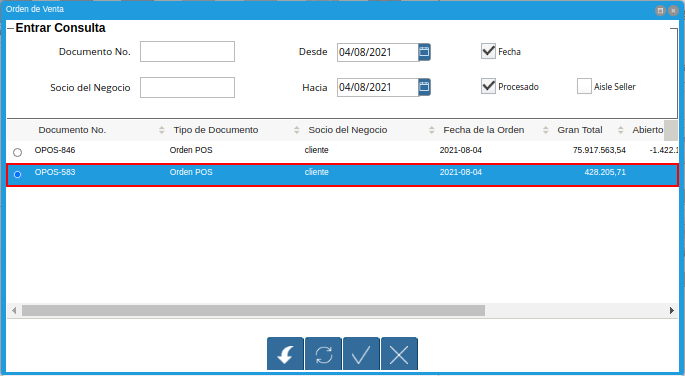 Orden de Venta
Entrar Consulta
Documento No. Desde 04/08/2021 Fecha
Socio del Negocio Hacia 04/08/2021 Procesado Aisle Seller
Documento No. Tipo de Documento Socio del Negocio Fecha de la Orden Gran Total Abierto
OPOS-846 Orden POS cliente 2021-08-04 75.917.563,54 -1.422.1
OPOS-583 Orden POS cliente 2021-08-04 428.205,71